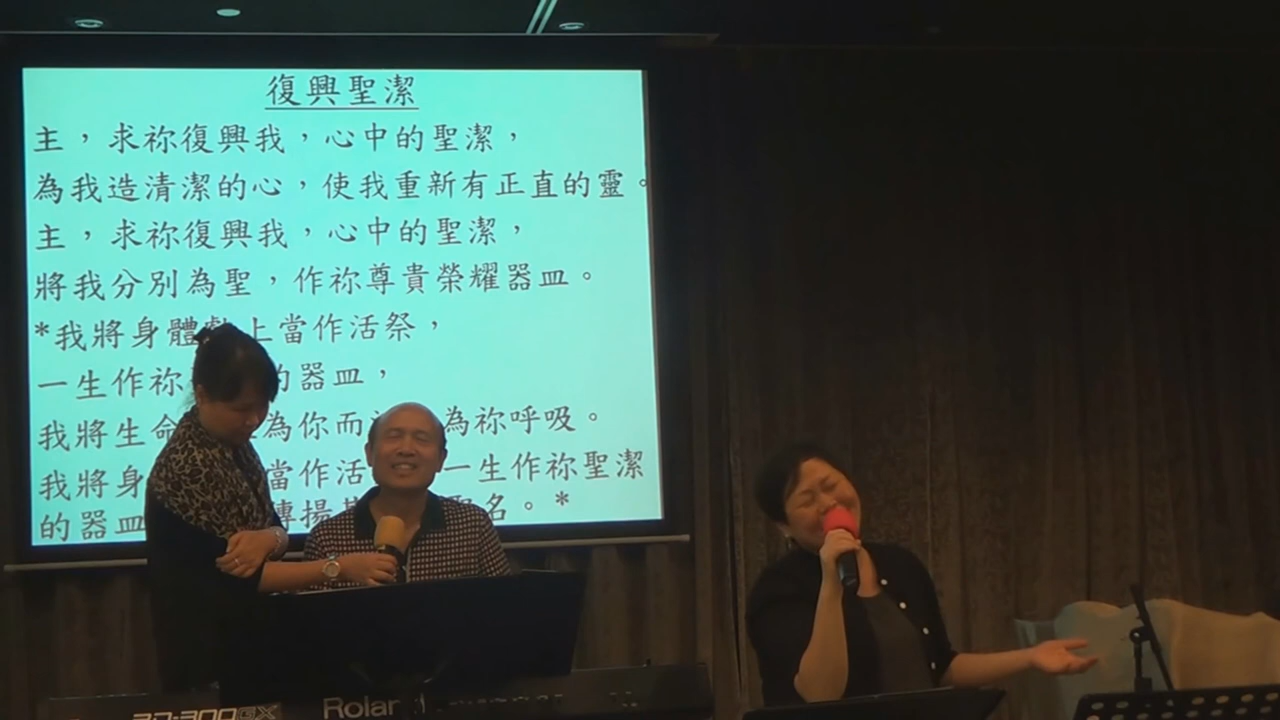 復興聖潔
主，求祢復興我，心中的聖潔，
為我造清潔的心，使我重新有正直的靈。
主，求祢復興我，心中的聖潔，
將我分別為聖，作祢尊貴榮耀器皿。
*我將身體獻上當作活祭，
一生作祢 的器皿，
我將生命 為你而 為祢呼吸。
我將身 當作活 一生作祢聖潔
的器皿 傳揚 聖名。*
Roland